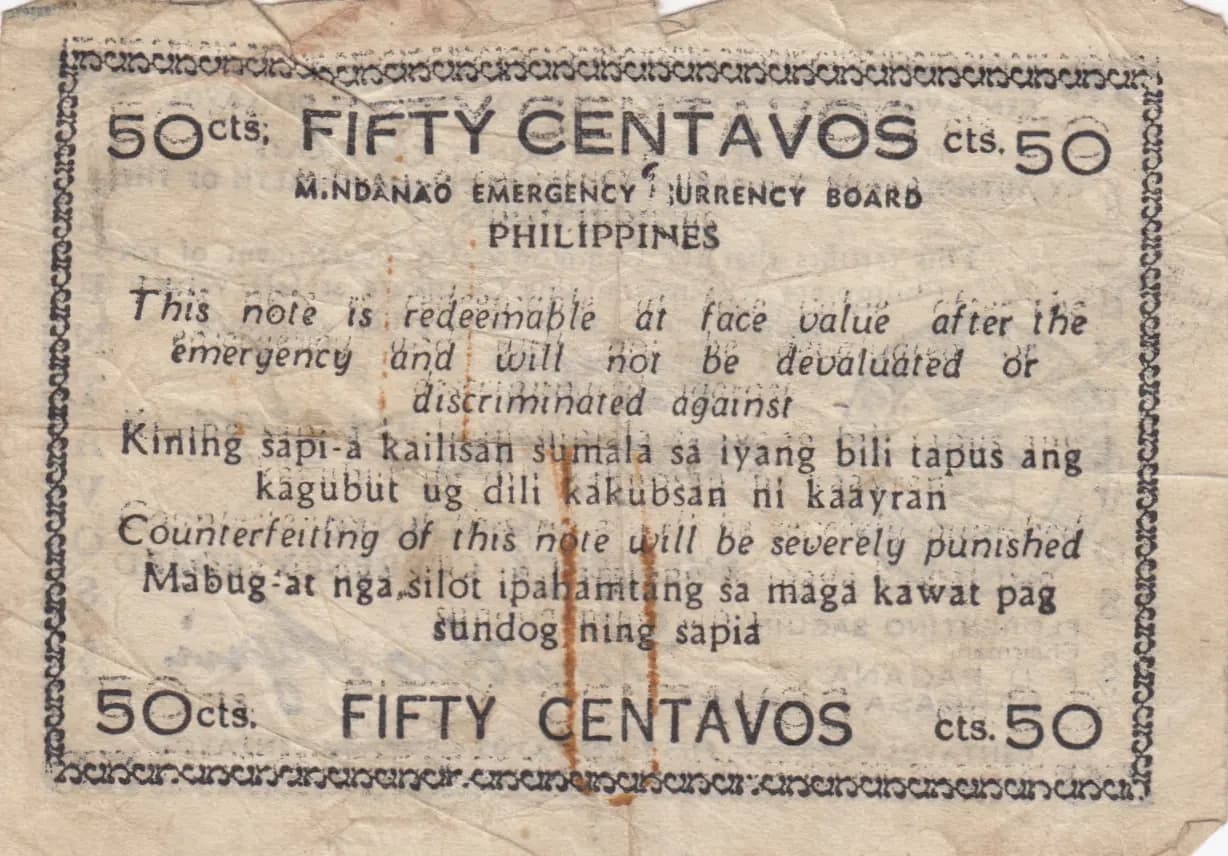 50cts; FIFTY CENTAVOS cts. 50
M.NDANAO EMERGENCY CURRENCY BOARD
PHILIPPINES
This note is redeemable at face value after the
emergency and will not be devaluated or
discriminated against
Kining sapi-a kailisan sumala sa iyang bili tapus ang
kagubut ug dili kakubsan ni kaayran
Counterfeiting of this note will be severely punished
Mabug-at nga silot ipahamtang sa maga kawat pag
sundog ning sapia
50cts. FIFTY CENTAVOS cts. 50